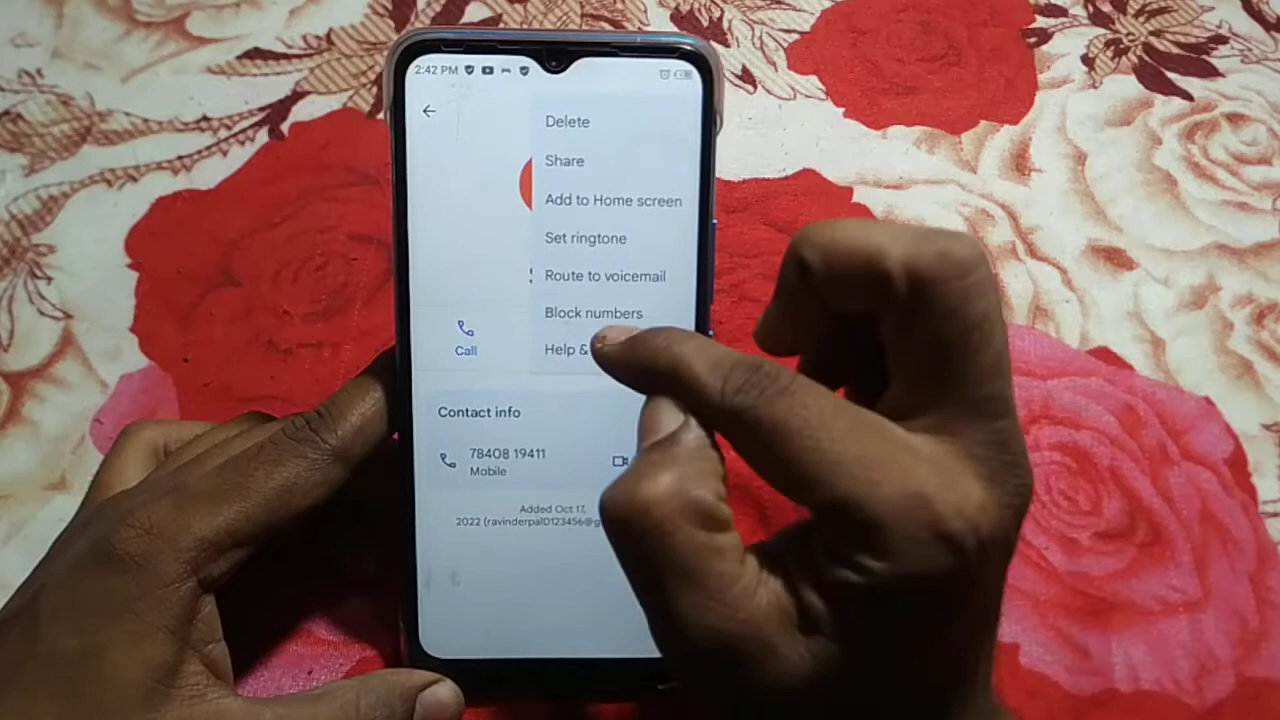 2:42 PM
Delete
Share
Add to Home screen
Set ringtone
Route to voicemail
Block numbers
Help &
Call
Contact info
78408 19411
Mobile
Added Oct 17,
2022 (ravinderpal0123456@g